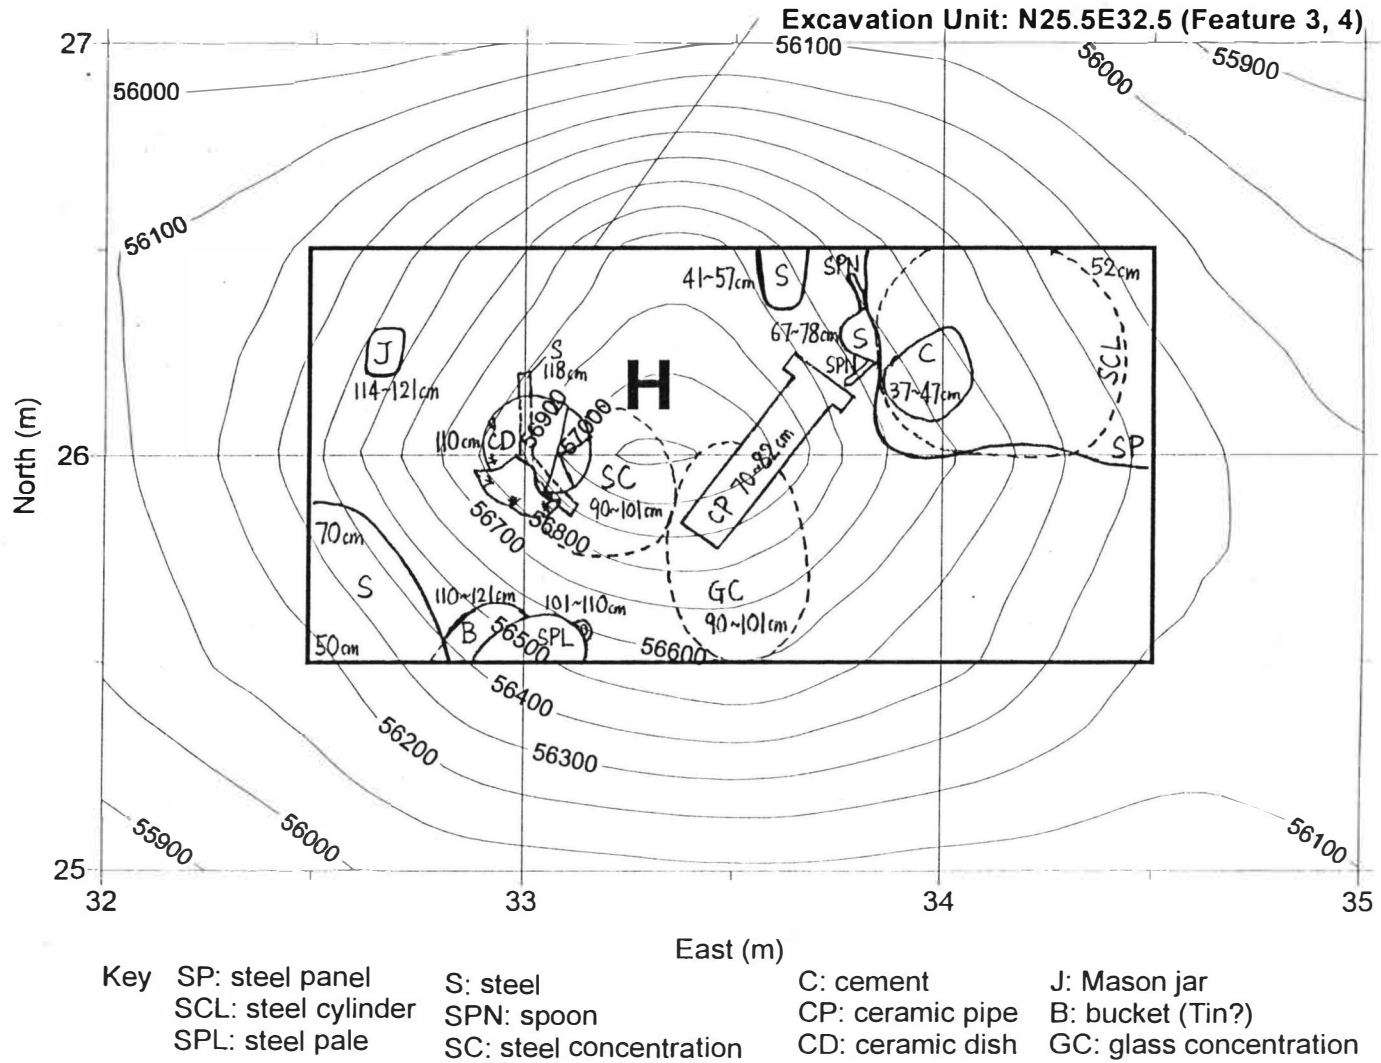 Excavation Unit: N25.5E32.5 (Feature 3, 4)
27
56100
56000
55900
56000
56100
52cm
SPN
41~57cm
S
SCL
67~78cm
S
J
S
C
H
118cm
SPN
114~121cm
37~47cm
56900
67000
110cm
CD
North (m)
26
SP
70~82cm
SC
CP
90~101cm
56700
56800
70cm
S
GC
110~121cm
101~110cm
B
56500
SPL
90~101cm
50cm
56600
56400
56200
56300
55900
56000
56100
25
32
33
34
35
East (m)
Key
SP: steel panel
S: steel
C: cement
J: Mason jar
SCL: steel cylinder
SPN: spoon
CP: ceramic pipe
B: bucket (Tin?)
SPL: steel pale
SC: steel concentration
CD: ceramic dish
GC: glass concentration